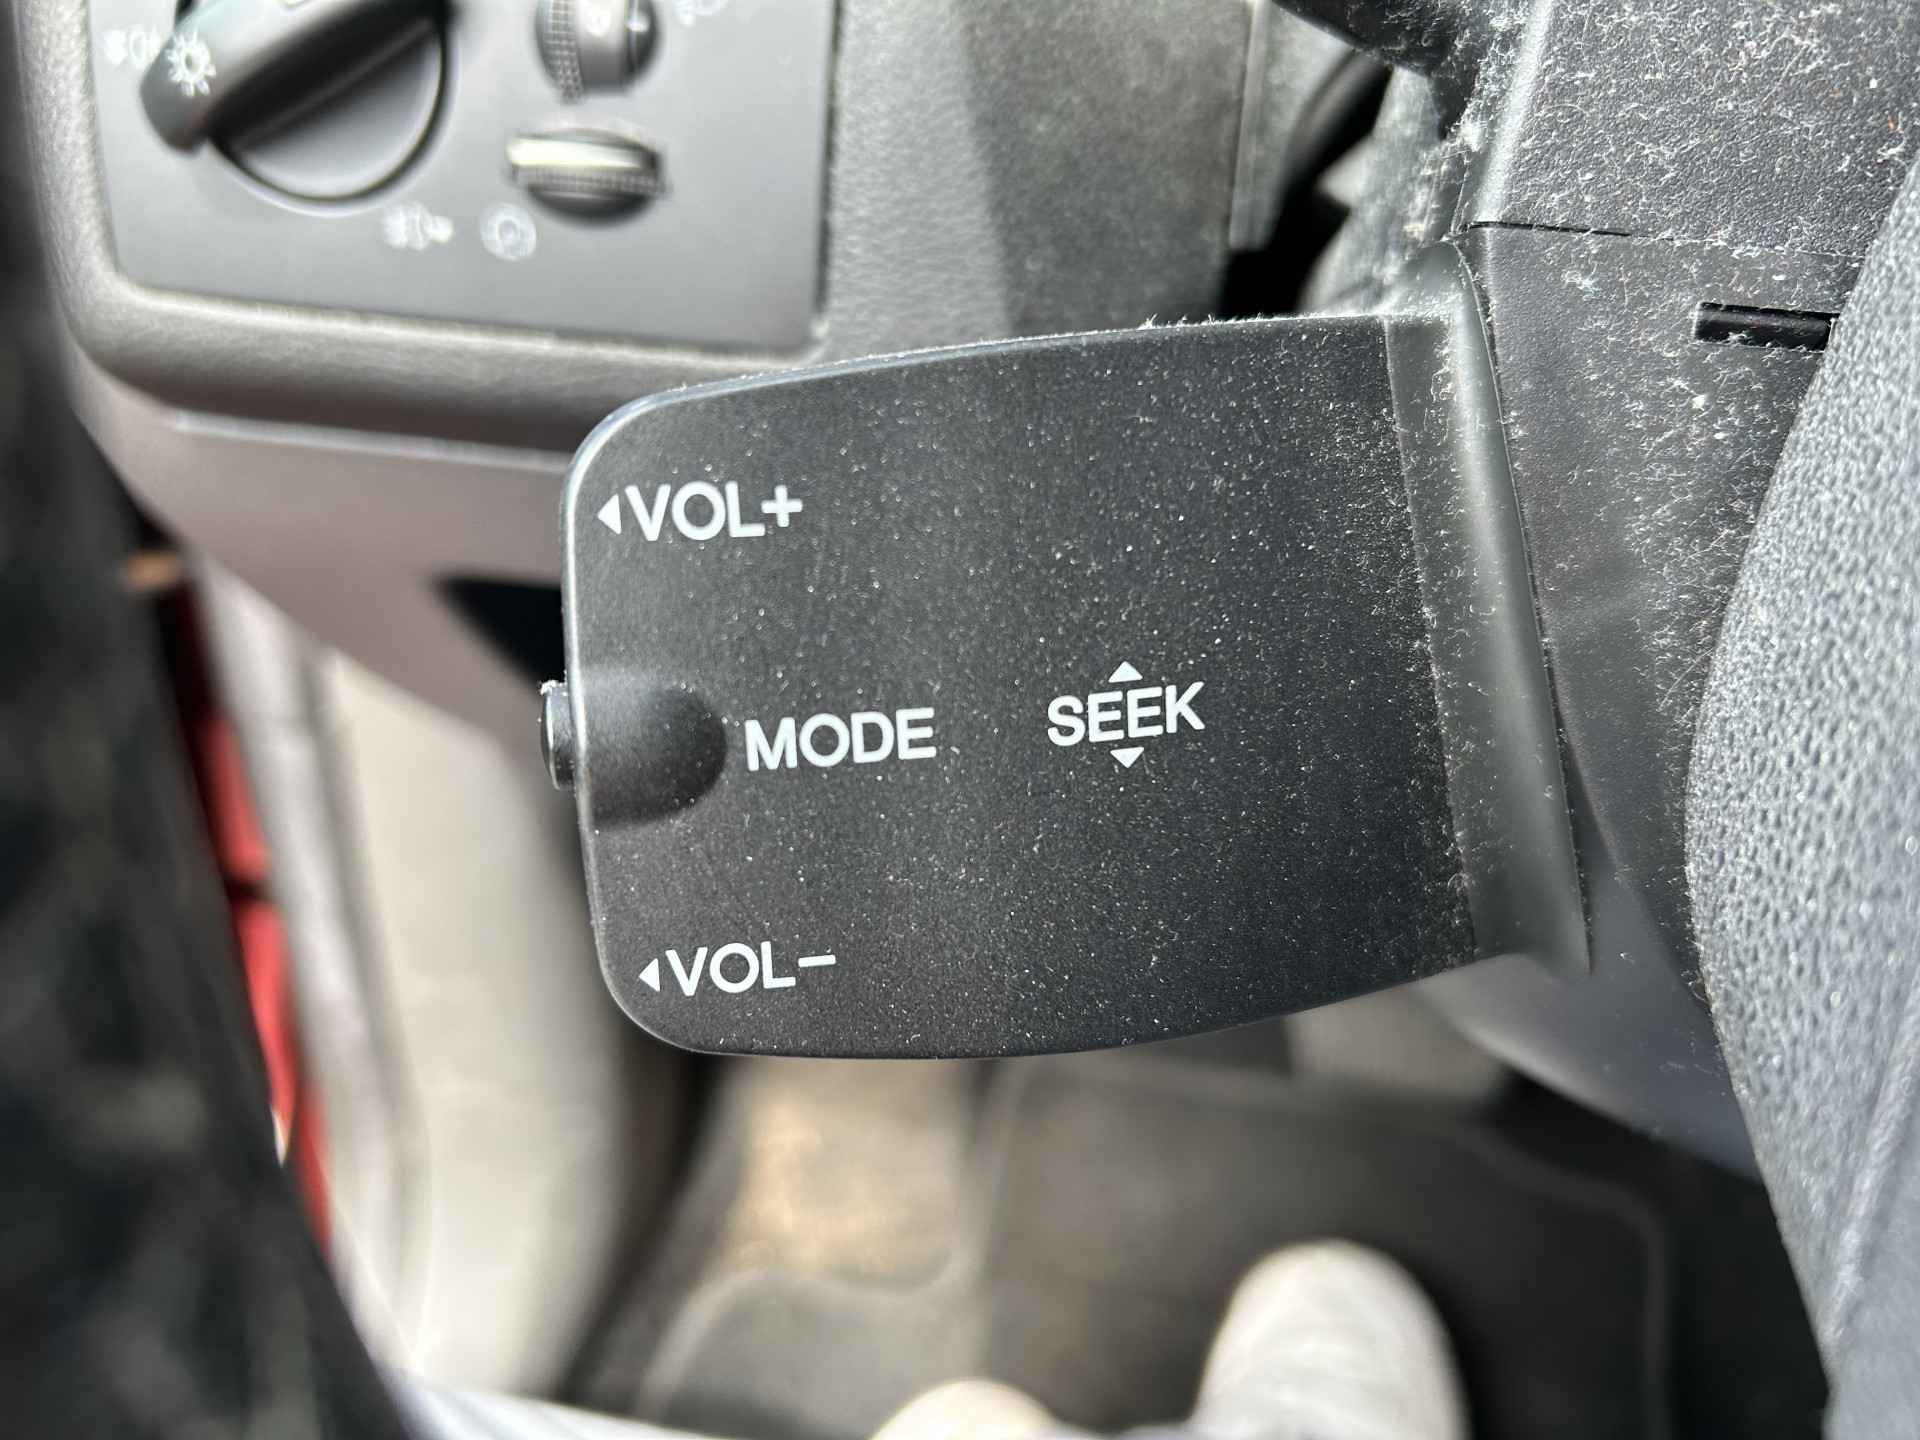 ◀VOL+
MODE
▲
SEEK
▼
◀VOL−